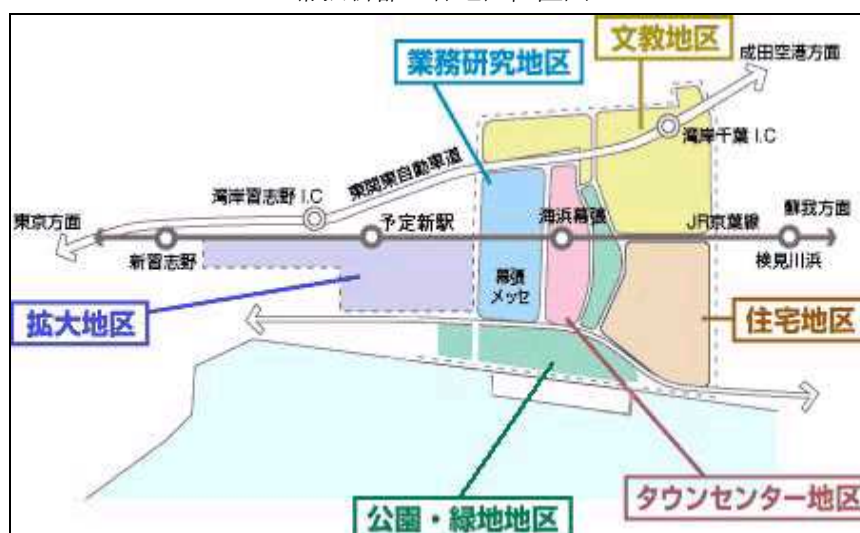 文教地区
業務研究地区
成田空港方面
湾岸千葉 I.C
東関東自動車道
湾岸習志野 I.C
東京方面
予定新駅
海浜幕張
JR京葉線
蘇我方面
新習志野
検見川浜
幕張
メッセ
拡大地区
住宅地区
タウンセンター地区
公園・緑地地区